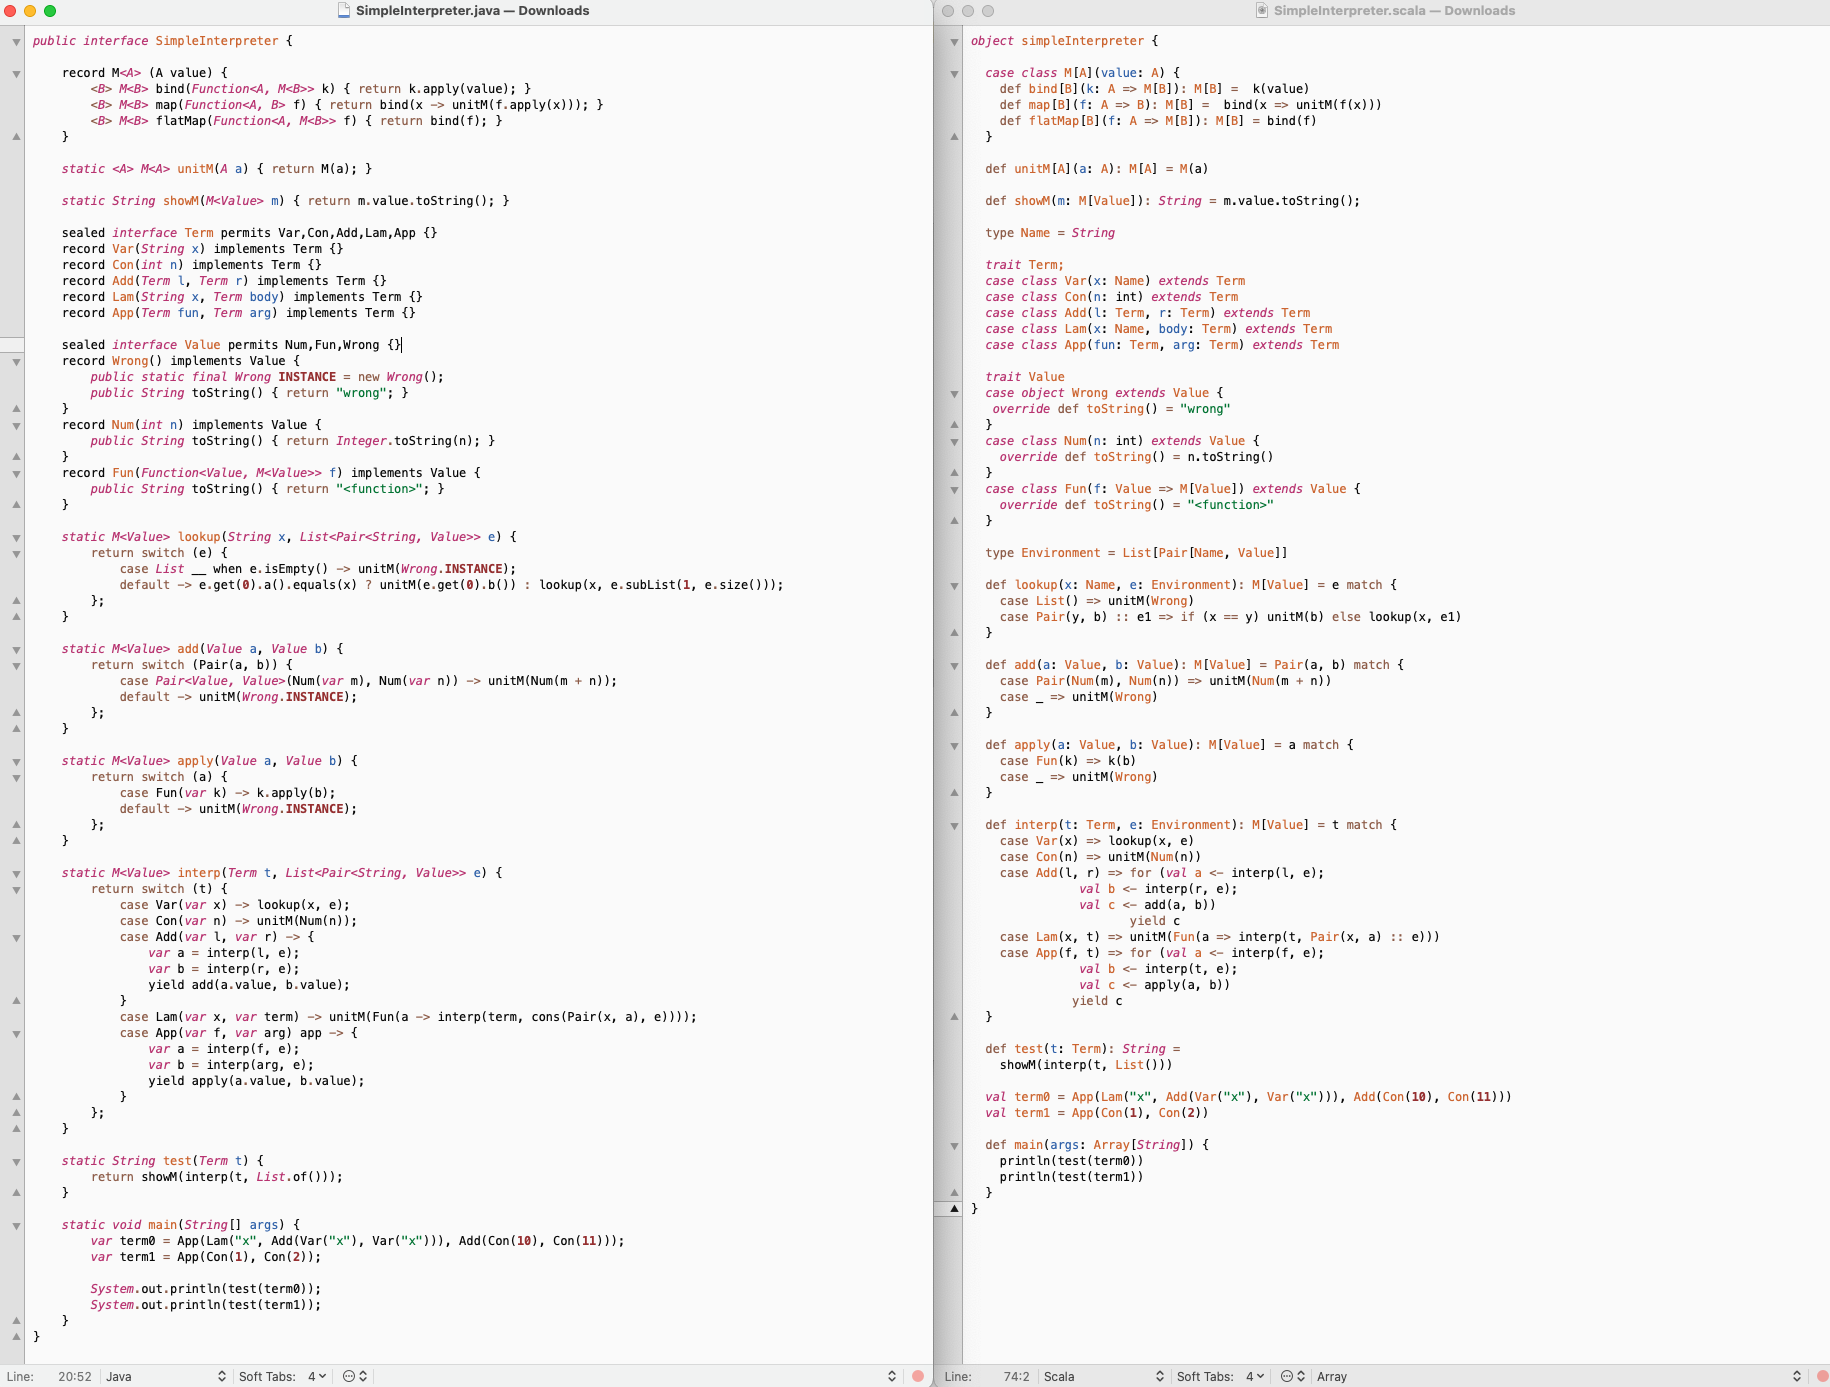 SimpleInterpreter.java — Downloads
public interface SimpleInterpreter {
record M<A> (A value) {
<B> M<B> bind(Function<A, M<B>> k) { return k.apply(value); }
<B> M<B> map(Function<A, B> f) { return bind(x -> unitM(f.apply(x))); }
<B> M<B> flatMap(Function<A, M<B>> f) { return bind(f); }
}
static <A> M<A> unitM(A a) { return M(a); }
static String showM(M<Value> m) { return m.value.toString(); }
sealed interface Term permits Var,Con,Add,Lam,App {}
record Var(String x) implements Term {}
record Con(int n) implements Term {}
record Add(Term l, Term r) implements Term {}
record Lam(String x, Term body) implements Term {}
record App(Term fun, Term arg) implements Term {}
sealed interface Value permits Num,Fun,Wrong {}
record Wrong() implements Value {
public static final Wrong INSTANCE = new Wrong();
public String toString() { return "wrong"; }
}
record Num(int n) implements Value {
public String toString() { return Integer.toString(n); }
}
record Fun(Function<Value, M<Value>> f) implements Value {
public String toString() { return "<function>"; }
}
static M<Value> lookup(String x, List<Pair<String, Value>> e) {
return switch (e) {
case List __ when e.isEmpty() -> unitM(Wrong.INSTANCE);
default -> e.get(0).a().equals(x) ? unitM(e.get(0).b()) : lookup(x, e.subList(1, e.size()));
};
}
static M<Value> add(Value a, Value b) {
return switch (Pair(a, b)) {
case Pair<Value, Value>(Num(var m), Num(var n)) -> unitM(Num(m + n));
default -> unitM(Wrong.INSTANCE);
};
}
static M<Value> apply(Value a, Value b) {
return switch (a) {
case Fun(var k) -> k.apply(b);
default -> unitM(Wrong.INSTANCE);
};
}
static M<Value> interp(Term t, List<Pair<String, Value>> e) {
return switch (t) {
case Var(var x) -> lookup(x, e);
case Con(var n) -> unitM(Num(n));
case Add(var l, var r) -> {
var a = interp(l, e);
var b = interp(r, e);
yield add(a.value, b.value);
}
case Lam(var x, var term) -> unitM(Fun(a -> interp(term, cons(Pair(x, a), e))));
case App(var f, var arg) app -> {
var a = interp(f, e);
var b = interp(arg, e);
yield apply(a.value, b.value);
}
};
}
static String test(Term t) {
return showM(interp(t, List.of()));
}
static void main(String[] args) {
var term0 = App(Lam("x", Add(Var("x"), Var("x"))), Add(Con(10), Con(11)));
var term1 = App(Con(1), Con(2));
System.out.println(test(term0));
System.out.println(test(term1));
}
}
Line: 20:52 Java Soft Tabs: 4
SimpleInterpreter.scala — Downloads
object simpleInterpreter {
case class M[A](value: A) {
def bind[B](k: A => M[B]): M[B] =  k(value)
def map[B](f: A => B): M[B] =  bind(x => unitM(f(x)))
def flatMap[B](f: A => M[B]): M[B] = bind(f)
}
def unitM[A](a: A): M[A] = M(a)
def showM(m: M[Value]): String = m.value.toString();
type Name = String
trait Term;
case class Var(x: Name) extends Term
case class Con(n: int) extends Term
case class Add(l: Term, r: Term) extends Term
case class Lam(x: Name, body: Term) extends Term
case class App(fun: Term, arg: Term) extends Term
trait Value
case object Wrong extends Value {
override def toString() = "wrong"
}
case class Num(n: int) extends Value {
override def toString() = n.toString()
}
case class Fun(f: Value => M[Value]) extends Value {
override def toString() = "<function>"
}
type Environment = List[Pair[Name, Value]]
def lookup(x: Name, e: Environment): M[Value] = e match {
case List() => unitM(Wrong)
case Pair(y, b) :: e1 => if (x == y) unitM(b) else lookup(x, e1)
}
def add(a: Value, b: Value): M[Value] = Pair(a, b) match {
case Pair(Num(m), Num(n)) => unitM(Num(m + n))
case _ => unitM(Wrong)
}
def apply(a: Value, b: Value): M[Value] = a match {
case Fun(k) => k(b)
case _ => unitM(Wrong)
}
def interp(t: Term, e: Environment): M[Value] = t match {
case Var(x) => lookup(x, e)
case Con(n) => unitM(Num(n))
case Add(l, r) => for (val a <- interp(l, e);
val b <- interp(r, e);
val c <- add(a, b))
yield c
case Lam(x, t) => unitM(Fun(a => interp(t, Pair(x, a) :: e)))
case App(f, t) => for (val a <- interp(f, e);
val b <- interp(t, e);
val c <- apply(a, b))
yield c
}
def test(t: Term): String =
showM(interp(t, List()))
val term0 = App(Lam("x", Add(Var("x"), Var("x"))), Add(Con(10), Con(11)))
val term1 = App(Con(1), Con(2))
def main(args: Array[String]) {
println(test(term0))
println(test(term1))
}
}
Line: 74:2 Scala Soft Tabs: 4 Array